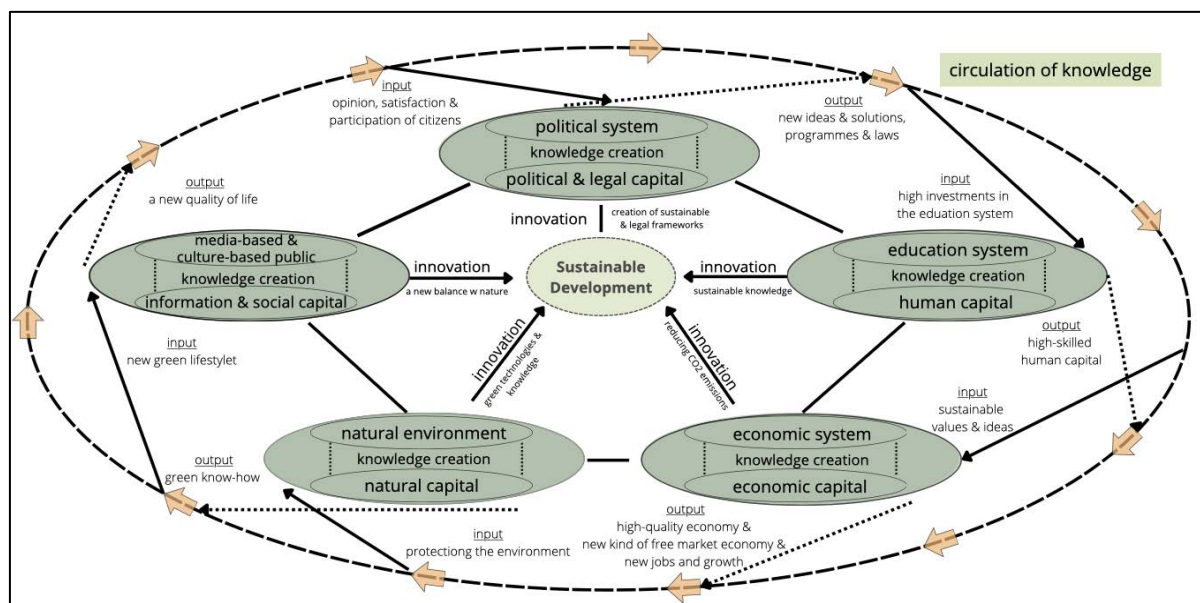 circulation of knowledge
input
opinion, satisfaction &
participation of citizens
output
new ideas & solutions,
programmes & laws
political system
knowledge creation
political & legal capital
innovation
creation of sustainable
& legal frameworks
output
a new quality of life
input
high investments in
the eduation system
media-based &
culture-based public
knowledge creation
information & social capital
innovation
a new balance w nature
Sustainable
Development
innovation
sustainable knowledge
education system
knowledge creation
human capital
input
new green lifestylet
innovation
green technologies &
knowledge
innovation
reducing CO2 emissions
output
high-skilled
human capital
input
sustainable
values & ideas
natural environment
knowledge creation
natural capital
economic system
knowledge creation
economic capital
output
green know-how
input
protectiong the environment
output
high-quality economy &
new kind of free market economy &
new jobs and growth